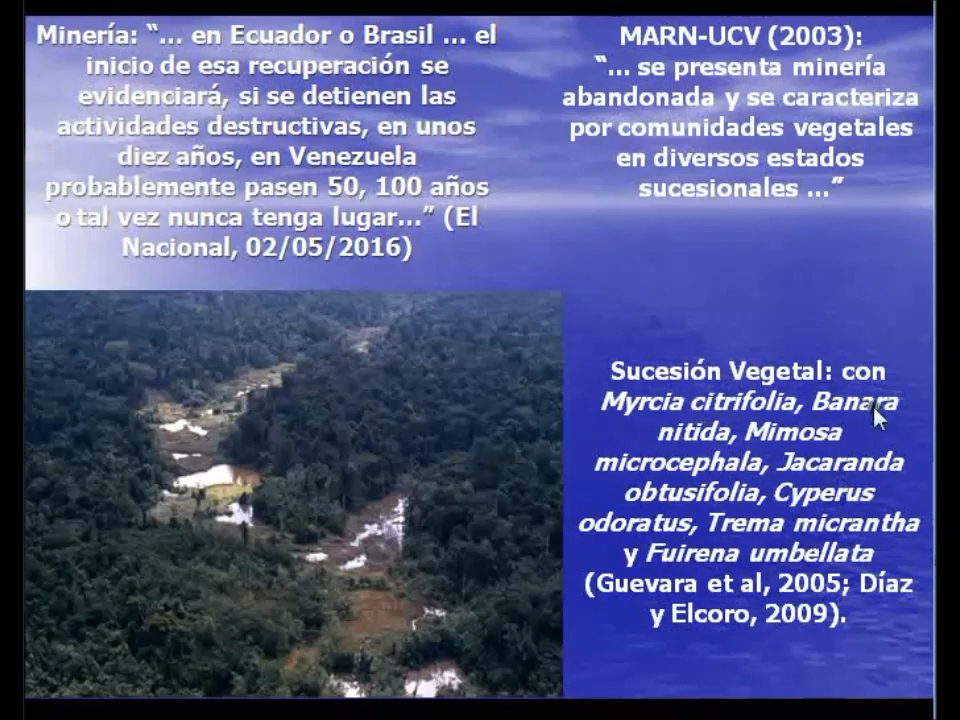 Minería: “... en Ecuador o Brasil ... el
inicio de esa recuperación se
evidenciará, si se detienen las
actividades destructivas, en unos
diez años, en Venezuela
probablemente pasen 50, 100 años
o tal vez nunca tenga lugar...” (El
Nacional, 02/05/2016)
MARN-UCV (2003):
“... se presenta minería
abandonada y se caracteriza
por comunidades vegetales
en diversos estados
sucesionales ...”
Sucesión Vegetal: con
Myrcia citrifolia, Banara
nitida, Mimosa
microcephala, Jacaranda
obtusifolia, Cyperus
odoratus, Trema micrantha
y Fuirena umbellata
(Guevara et al, 2005; Díaz
y Elcoro, 2009).